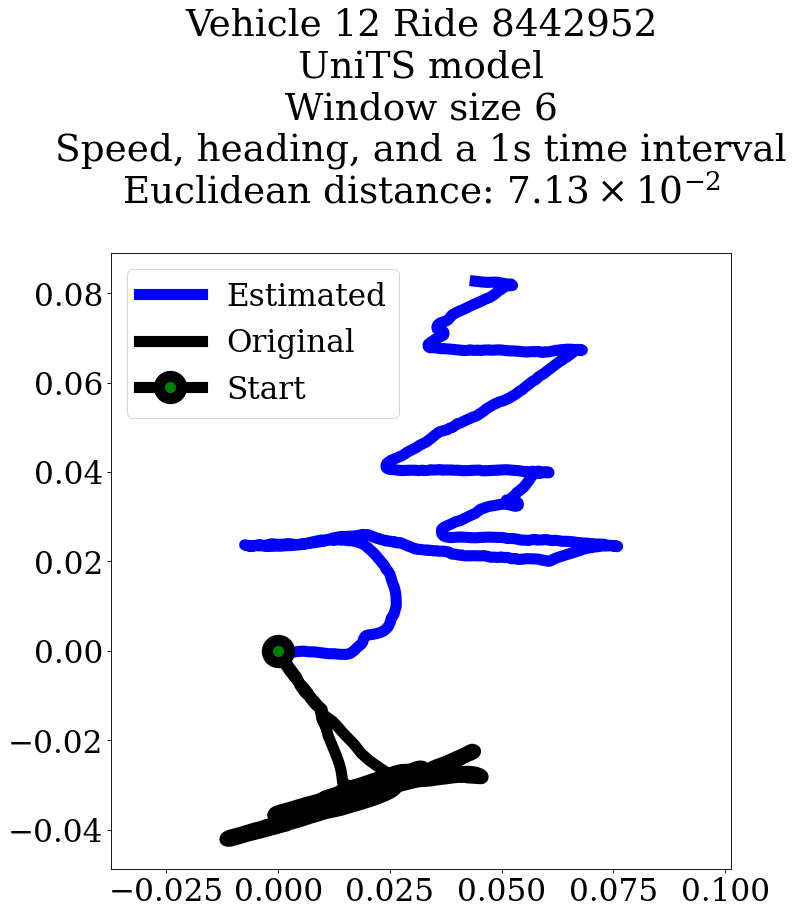 Vehicle 12 Ride 8442952
UniTS model
Window size 6
Speed, heading, and a 1s time interval
Euclidean distance: 7.13 × 10⁻²
Estimated
Original
Start
0.08
0.06
0.04
0.02
0.00
−0.02
−0.04
−0.025 0.000 0.025 0.050 0.075 0.100